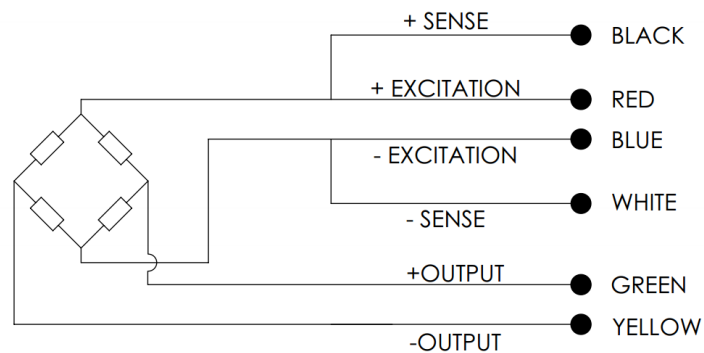 + SENSE
BLACK
+ EXCITATION
RED
BLUE
- EXCITATION
WHITE
- SENSE
+OUTPUT
GREEN
YELLOW
-OUTPUT